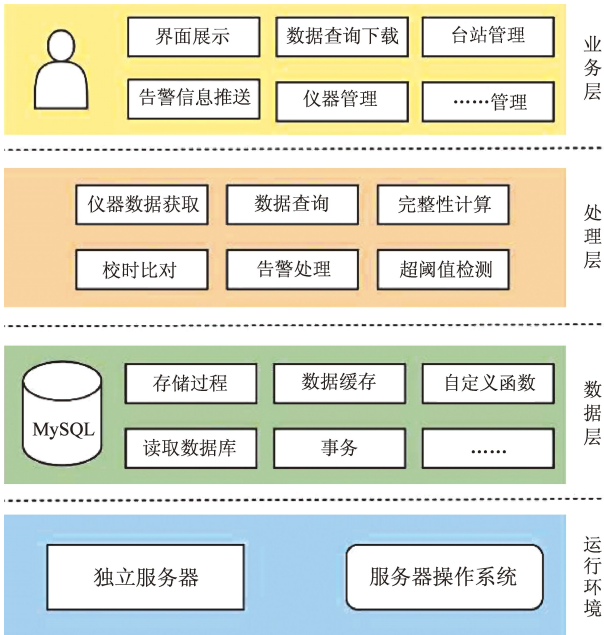 界面展示
数据查询下载
台站管理
告警信息推送
仪器管理
……管理
业务层
仪器数据获取
数据查询
完整性计算
校时比对
告警处理
超阈值检测
处理层
MySQL
存储过程
数据缓存
自定义函数
读取数据库
事务
……
数据层
独立服务器
服务器操作系统
运行环境